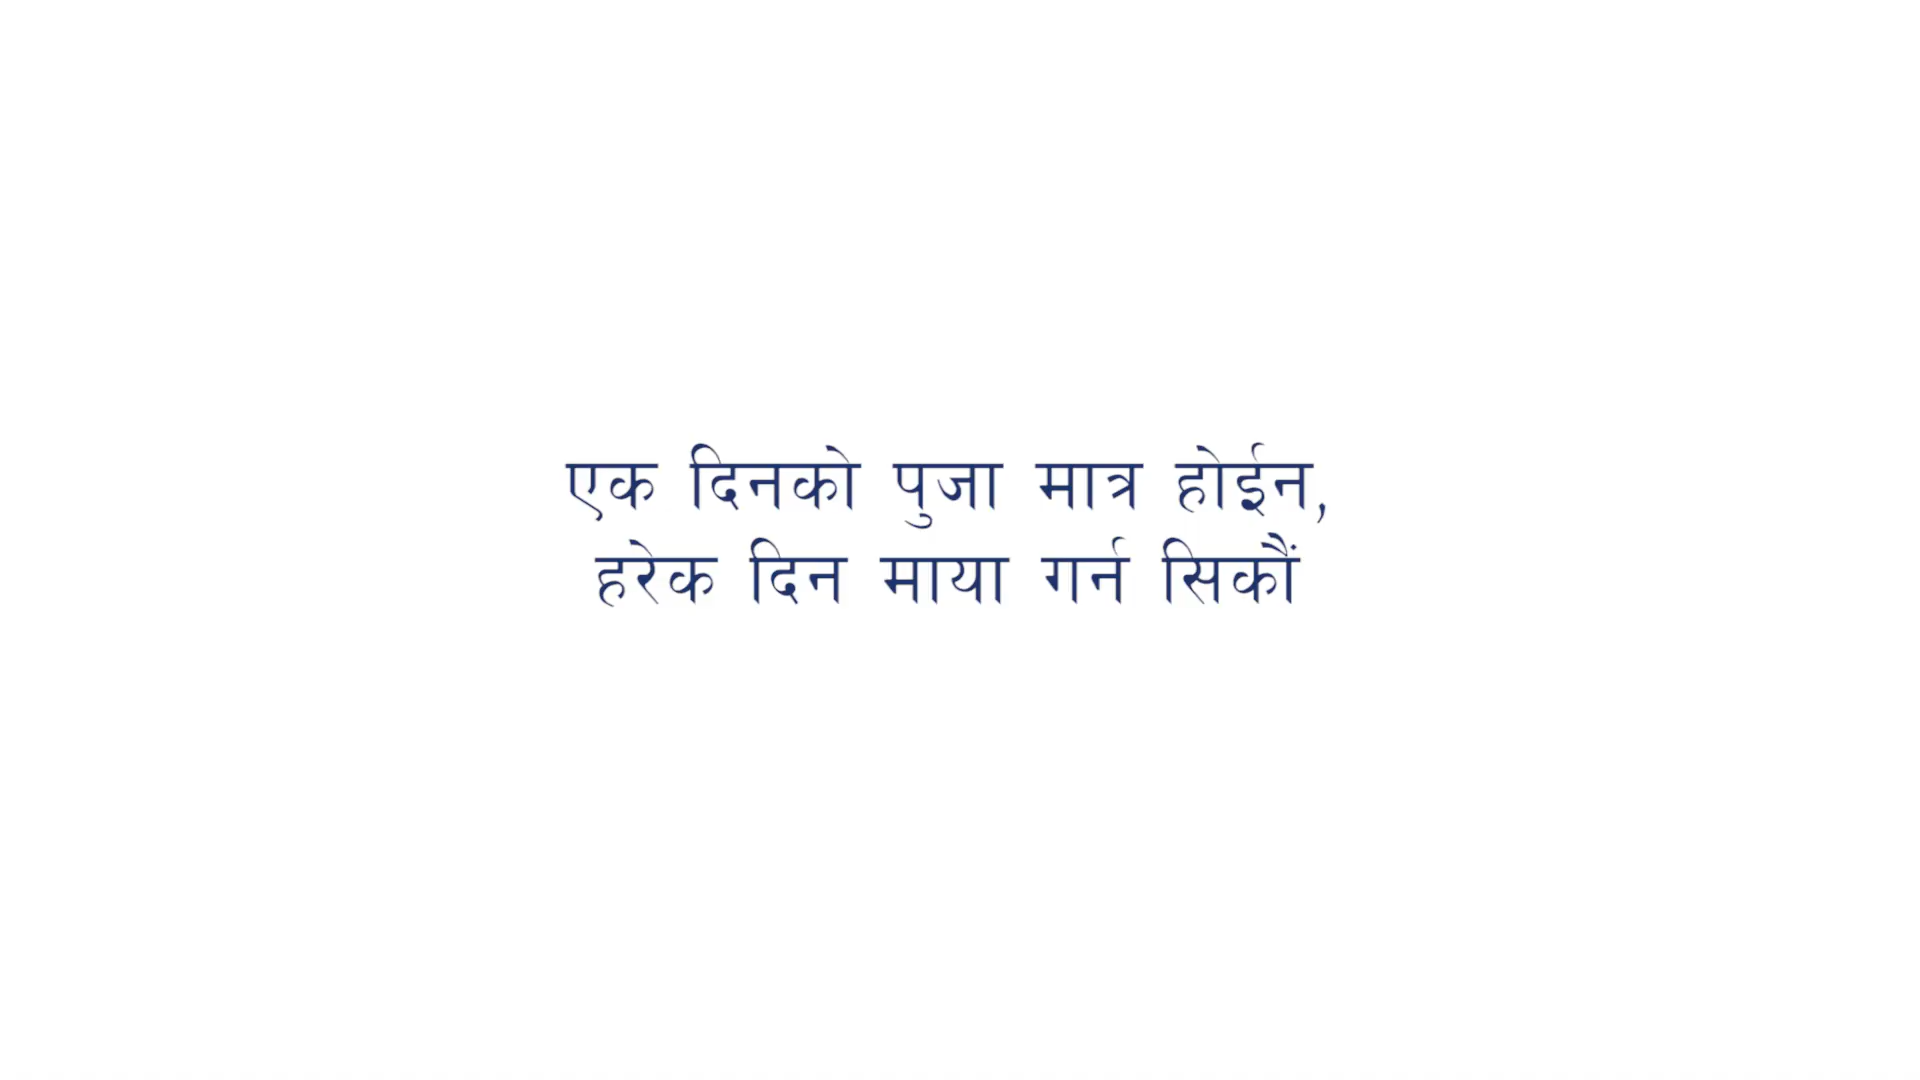 एक दिनको पुजा मात्र होईन,
हरेक दिन माया गर्न सिकौं